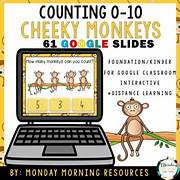 COUNTING 0-10
CHEEKY MONKEYS
61 GOOGLE SLIDES
How many monkeys can you count?
5 3 4
FOUNDATION/KINDER
FOR GOOGLE CLASSROOM
INTERACTIVE
*DISTANCE LEARNING
BY: MONDAY MORNING RESOURCES